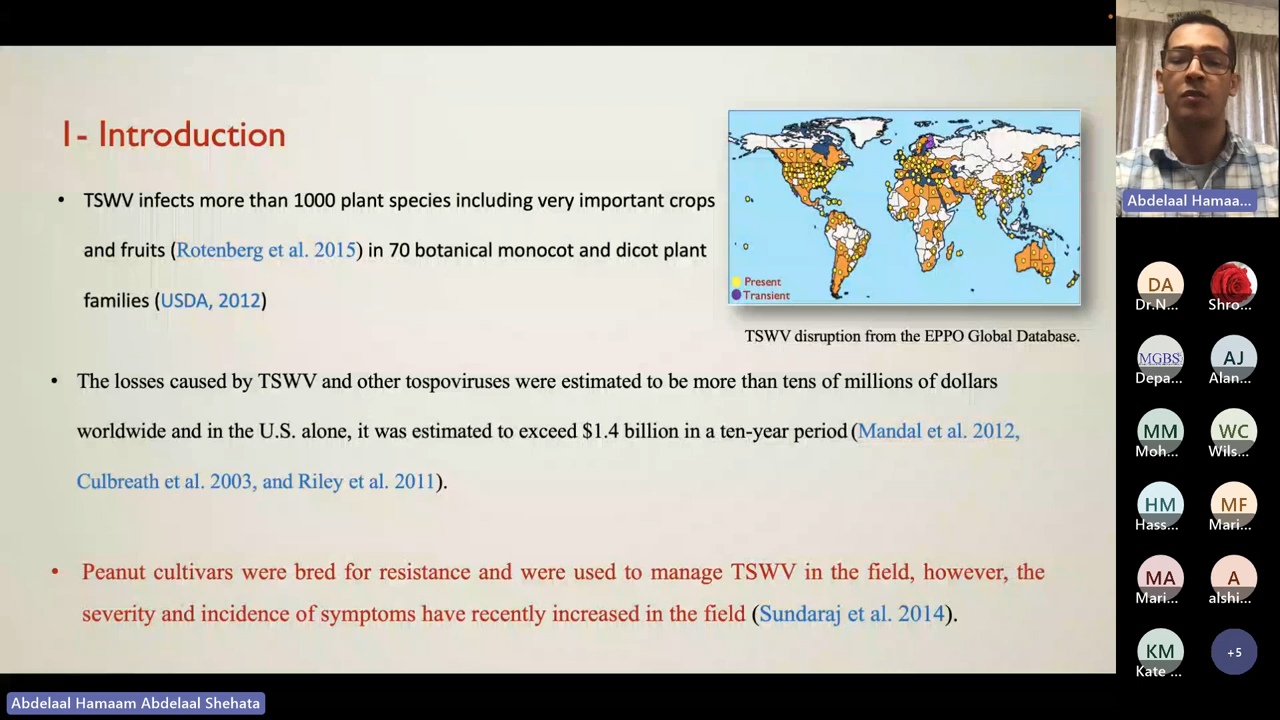 1- Introduction
• TSWV infects more than 1000 plant species including very important crops
and fruits (Rotenberg et al. 2015) in 70 botanical monocot and dicot plant
families (USDA, 2012)
Present
Transient
TSWV disruption from the EPPO Global Database.
• The losses caused by TSWV and other tospoviruses were estimated to be more than tens of millions of dollars
worldwide and in the U.S. alone, it was estimated to exceed $1.4 billion in a ten-year period (Mandal et al. 2012,
Culbreath et al. 2003, and Riley et al. 2011).
• Peanut cultivars were bred for resistance and were used to manage TSWV in the field, however, the
severity and incidence of symptoms have recently increased in the field (Sundaraj et al. 2014).
Abdelaal Hamaam Abdelaal Shehata
Abdelaal Hamaa...
DA
Dr.N...
Shro...
MGBS
Depa...
AJ
Alan...
MM
Moh...
WC
Wils...
HM
Hass...
MF
Mari...
MA
Mari...
A
alshi...
KM
Kate ...
+5